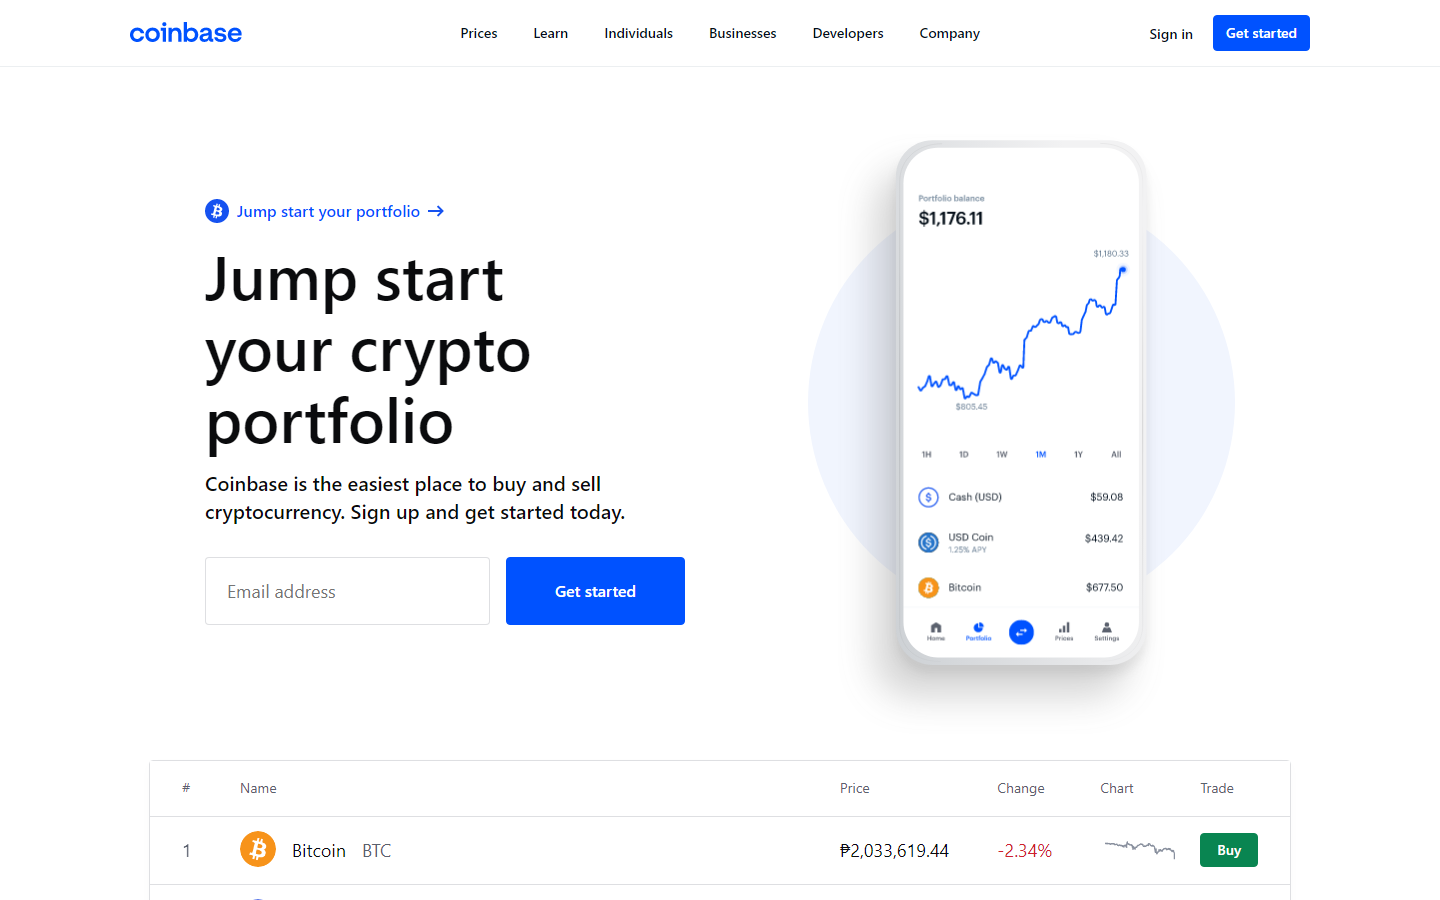 coinbase
Prices
Learn
Individuals
Businesses
Developers
Company
Sign in
Get started
Jump start your portfolio →
Jump start
your crypto
portfolio
Coinbase is the easiest place to buy and sell
cryptocurrency. Sign up and get started today.
Email address
Get started
Portfolio balance
$1,176.11
$1,180.33
$805.45
1H 1D 1W 1M 1Y All
Cash (USD) $59.08
USD Coin $439.42
1.25% APY
Bitcoin $677.50
Home Portfolio Prices Settings
# Name Price Change Chart Trade
1 Bitcoin BTC ₱2,033,619.44 -2.34% Buy